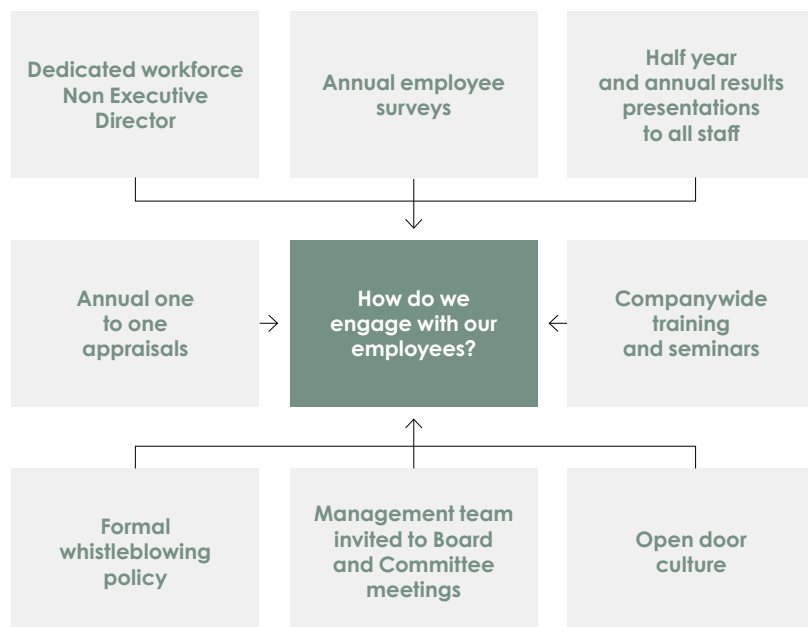 Dedicated workforce
Non Executive
Director
Annual employee
surveys
Half year
and annual results
presentations
to all staff
Annual one
to one
appraisals
How do we
engage with our
employees?
Companywide
training
and seminars
Formal
whistleblowing
policy
Management team
invited to Board
and Committee
meetings
Open door
culture